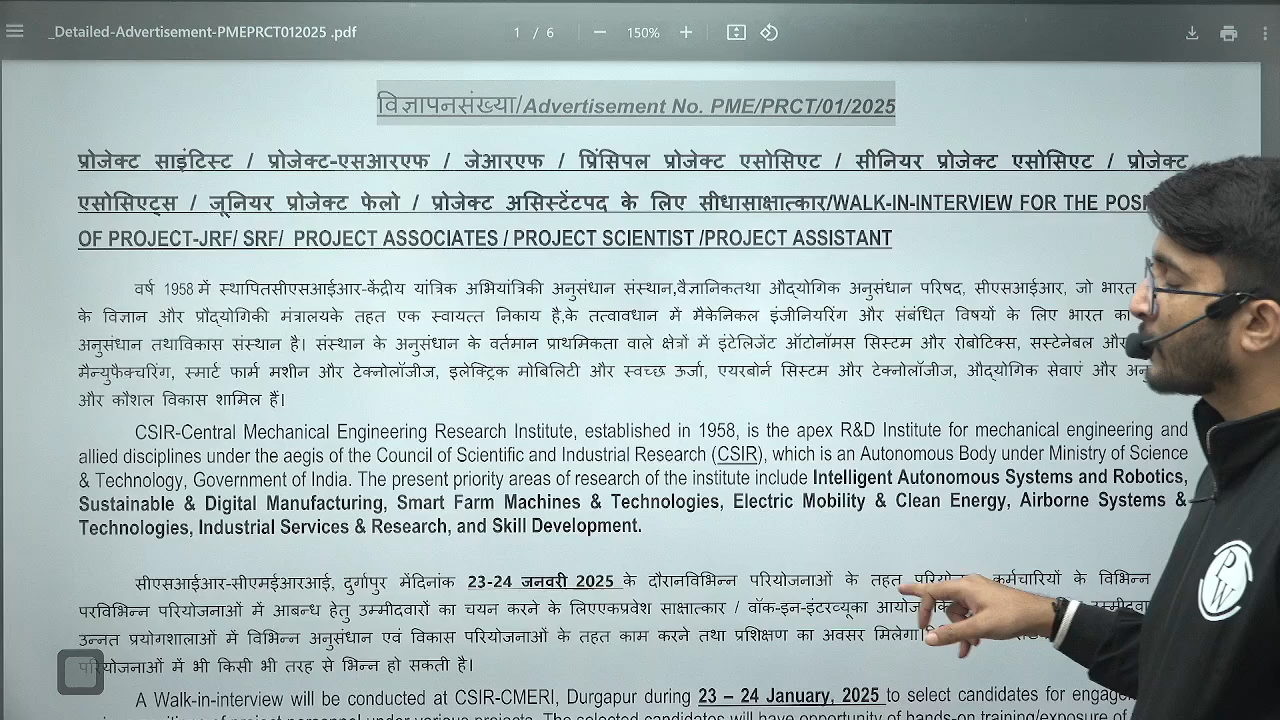 _Detailed-Advertisement-PMEPRCT012025 .pdf
1 / 6
150%
विज्ञापनसंख्या/Advertisement No. PME/PRCT/01/2025
प्रोजेक्ट साइंटिस्ट / प्रोजेक्ट-एसआरएफ / जेआरएफ / प्रिंसिपल प्रोजेक्ट एसोसिएट / सीनियर प्रोजेक्ट एसोसिएट / प्रोजेक्ट
एसोसिएट्स / जूनियर प्रोजेक्ट फेलो / प्रोजेक्ट असिस्टेंटपद के लिए सीधासाक्षात्कार/WALK-IN-INTERVIEW FOR THE
OF PROJECT-JRF/ SRF/ PROJECT ASSOCIATES / PROJECT SCIENTIST /PROJECT ASSISTANT
वर्ष 1958 में स्थापितसीएसआईआर-केंद्रीय यांत्रिक अभियांत्रिकी अनुसंधान संस्थान,वैज्ञानिकतथा औद्योगिक अनुसंधान परिषद, सीएसआईआर, जो भारत
के विज्ञान और प्रौद्योगिकी मंत्रालयके तहत एक स्वायत्त निकाय है,के तत्वावधान में मैकेनिकल इंजीनियरिंग और संबंधित विषयों के लिए भारत का
अनुसंधान तथाविकास संस्थान है। संस्थान के अनुसंधान के वर्तमान प्राथमिकता वाले क्षेत्रों में इंटेलिजेंट ऑटोनॉमस सिस्टम और रोबोटिक्स, सस्टेनेबल और
मैन्युफैक्चरिंग, स्मार्ट फार्म मशीन और टेक्नोलॉजीज, इलेक्ट्रिक मोबिलिटी और स्वच्छ ऊर्जा, एयरबोर्न सिस्टम और टेक्नोलॉजीज, औद्योगिक सेवाएं और
और कौशल विकास शामिल हैं।
CSIR-Central Mechanical Engineering Research Institute, established in 1958, is the apex R&D Institute for mechanical engineering and
allied disciplines under the aegis of the Council of Scientific and Industrial Research (CSIR), which is an Autonomous Body under Ministry of Science
& Technology, Government of India. The present priority areas of research of the institute include Intelligent Autonomous Systems and Robotics,
Sustainable & Digital Manufacturing, Smart Farm Machines & Technologies, Electric Mobility & Clean Energy, Airborne Systems &
Technologies, Industrial Services & Research, and Skill Development.
सीएसआईआर-सीएमईआरआई, दुर्गापुर मेंदिनांक 23-24 जनवरी 2025 के दौरानविभिन्न परियोजनाओं के तहत कर्मचारियों के विभिन्न
परविभिन्न परियोजनाओं में आबन्ध हेतु उम्मीदवारों का चयन करने के लिएएकप्रवेश साक्षात्कार / वॉक-इन-इंटरव्यूका
उन्नत प्रयोगशालाओं में विभिन्न अनुसंधान एवं विकास परियोजनाओं के तहत काम करने तथा प्रशिक्षण का अवसर मिलेगा।
परियोजनाओं में भी किसी भी तरह से भिन्न हो सकती है।
A Walk-in-interview will be conducted at CSIR-CMERI, Durgapur during 23 – 24 January, 2025 to select candidates for
PW